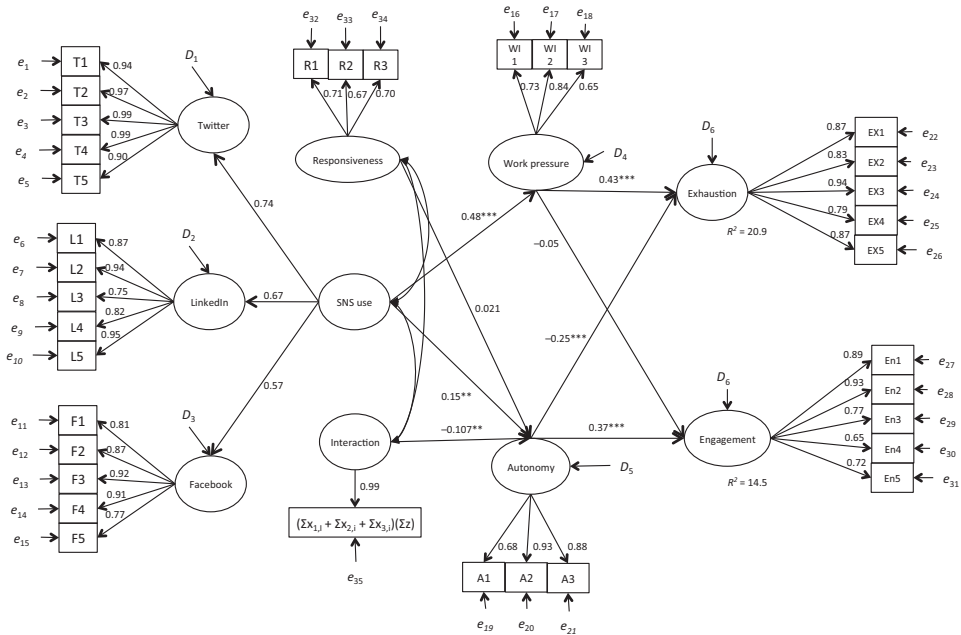 e32 e33 e34
R1 R2 R3
0.71 0.67 0.70
Responsiveness
e16 e17 e18
WI 1 WI 2 WI 3
0.73 0.84 0.65
Work pressure
D4
e1 T1 0.94
e2 T2 0.97
e3 T3 0.99
e4 T4 0.99
e5 T5 0.90
D1
Twitter
0.74
e6 L1 0.87
e7 L2 0.94
e8 L3 0.75
e9 L4 0.82
e10 L5 0.95
D2
LinkedIn
0.67
SNS use
0.57
e11 F1 0.81
e12 F2 0.87
e13 F3 0.92
e14 F4 0.91
e15 F5 0.77
D3
Facebook
0.48***
0.43***
–0.05
0.021
–0.25***
0.15**
–0.107**
0.37***
Interaction
0.99
(Σx1,i + Σx2,i + Σx3,i)(Σz)
e35
Autonomy
D5
0.68 0.93 0.88
A1 A2 A3
e19 e20 e21
D6
Exhaustion
R² = 20.9
0.87 EX1 e22
0.83 EX2 e23
0.94 EX3 e24
0.79 EX4 e25
0.87 EX5 e26
D6
Engagement
R² = 14.5
0.89 En1 e27
0.93 En2 e28
0.77 En3 e29
0.65 En4 e30
0.72 En5 e31